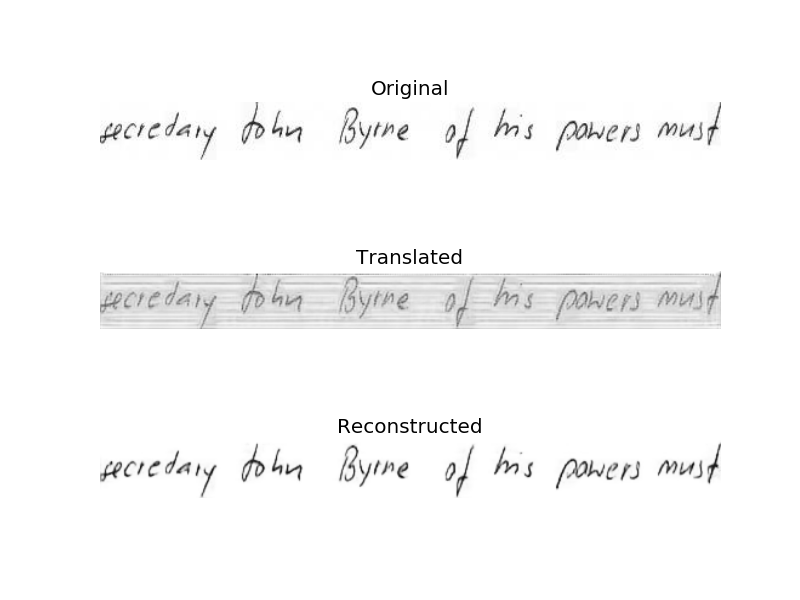 Original
secredary John Byrne of his powers must
Translated
secredary John Byrne of his powers must
Reconstructed
secredary John Byrne of his powers must